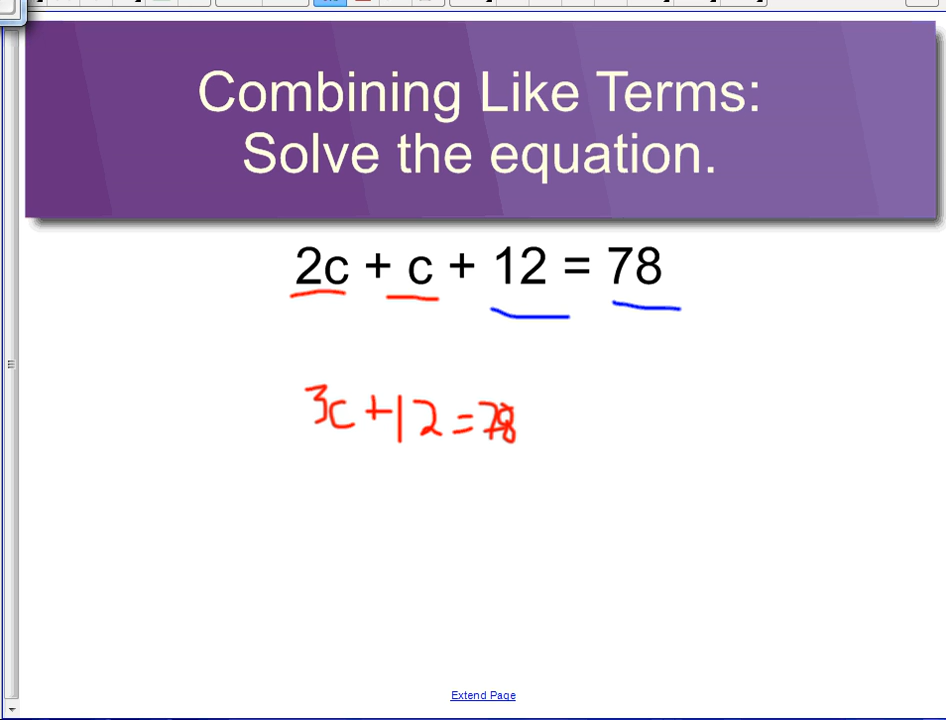 Combining Like Terms:
Solve the equation.
2c + c + 12 = 78
3c +12 = 78
Extend Page